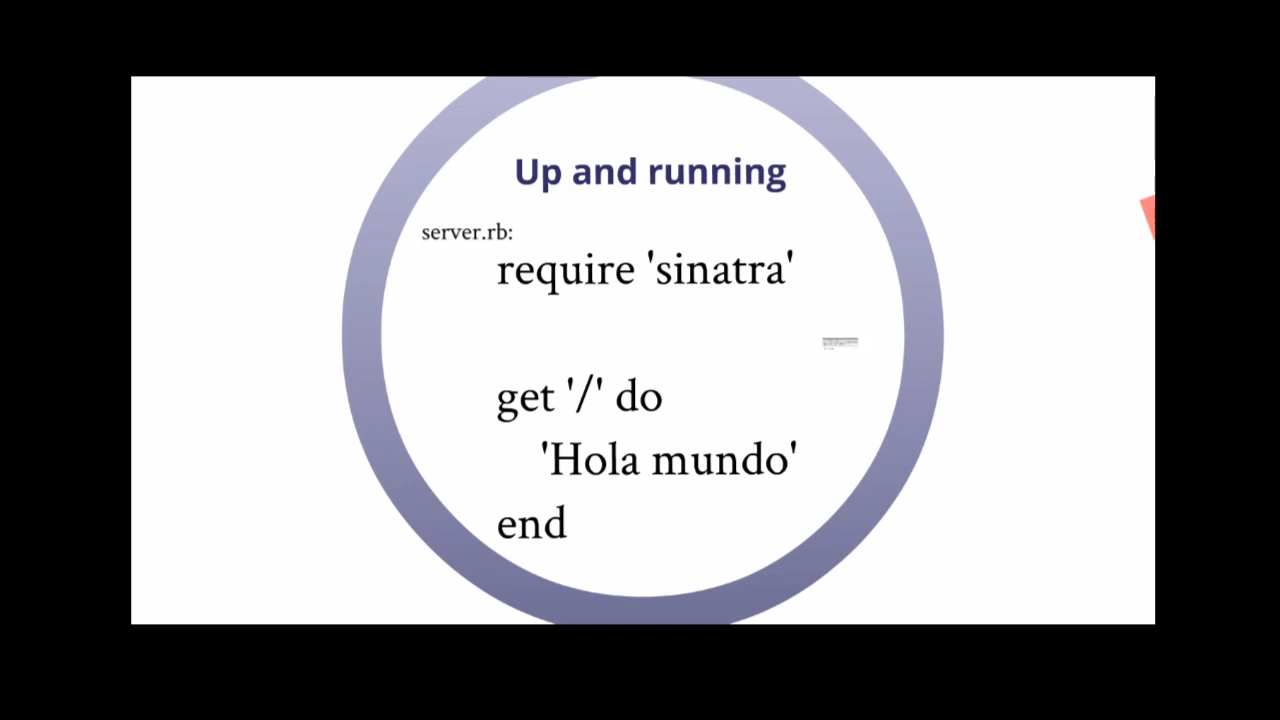 Up and running
server.rb:
require 'sinatra'
get '/' do
'Hola mundo'
end